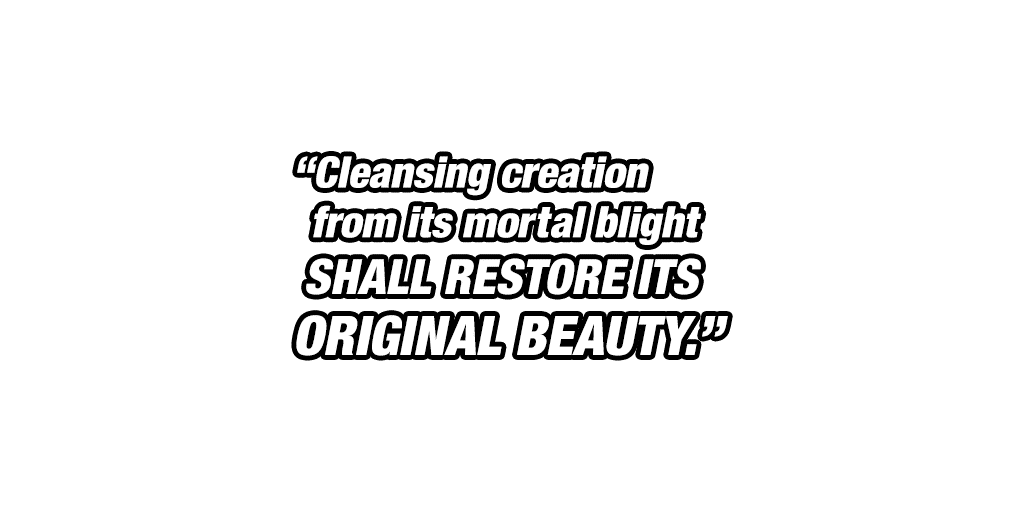 “Cleansing creation
from its mortal blight
SHALL RESTORE ITS
ORIGINAL BEAUTY.”